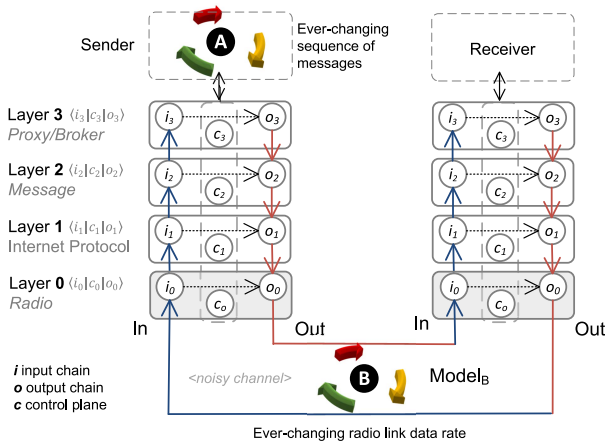 Sender
A
Ever-changing
sequence of
messages
Receiver
Layer 3 ⟨i₃|c₃|o₃⟩
Proxy/Broker
i₃
c₃
o₃
i₃
c₃
o₃
Layer 2 ⟨i₂|c₂|o₂⟩
Message
i₂
c₂
o₂
i₂
c₂
o₂
Layer 1 ⟨i₁|c₁|o₁⟩
Internet Protocol
i₁
c₁
o₁
i₁
c₁
o₁
Layer 0 ⟨i₀|c₀|o₀⟩
Radio
i₀
cₒ
o₀
i₀
cₒ
o₀
In
Out
In
Out
i input chain
o output chain
c control plane
<noisy channel>
B
Model_B
Ever-changing radio link data rate